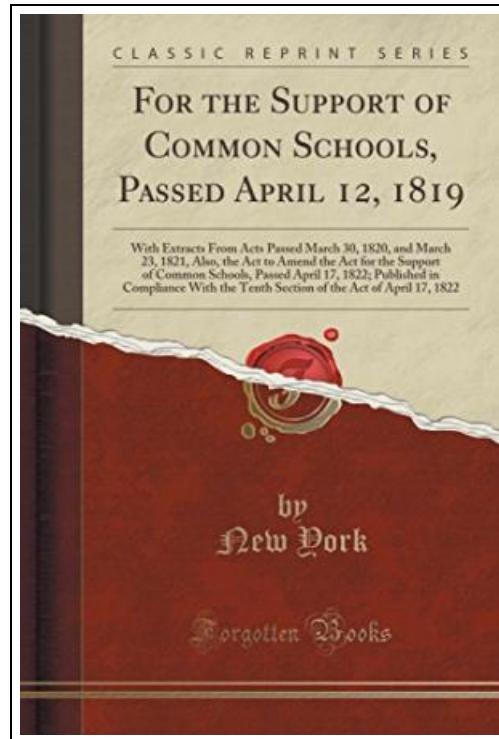 CLASSIC REPRINT SERIES
FOR THE SUPPORT OF
COMMON SCHOOLS,
PASSED APRIL 12, 1819
With Extracts From Acts Passed March 30, 1820, and March
23, 1821, Also, the Act to Amend the Act for the Support
of Common Schools, Passed April 17, 1822; Published in
Compliance With the Tenth Section of the Act of April 17, 1822
by
New York
Forgotten Books